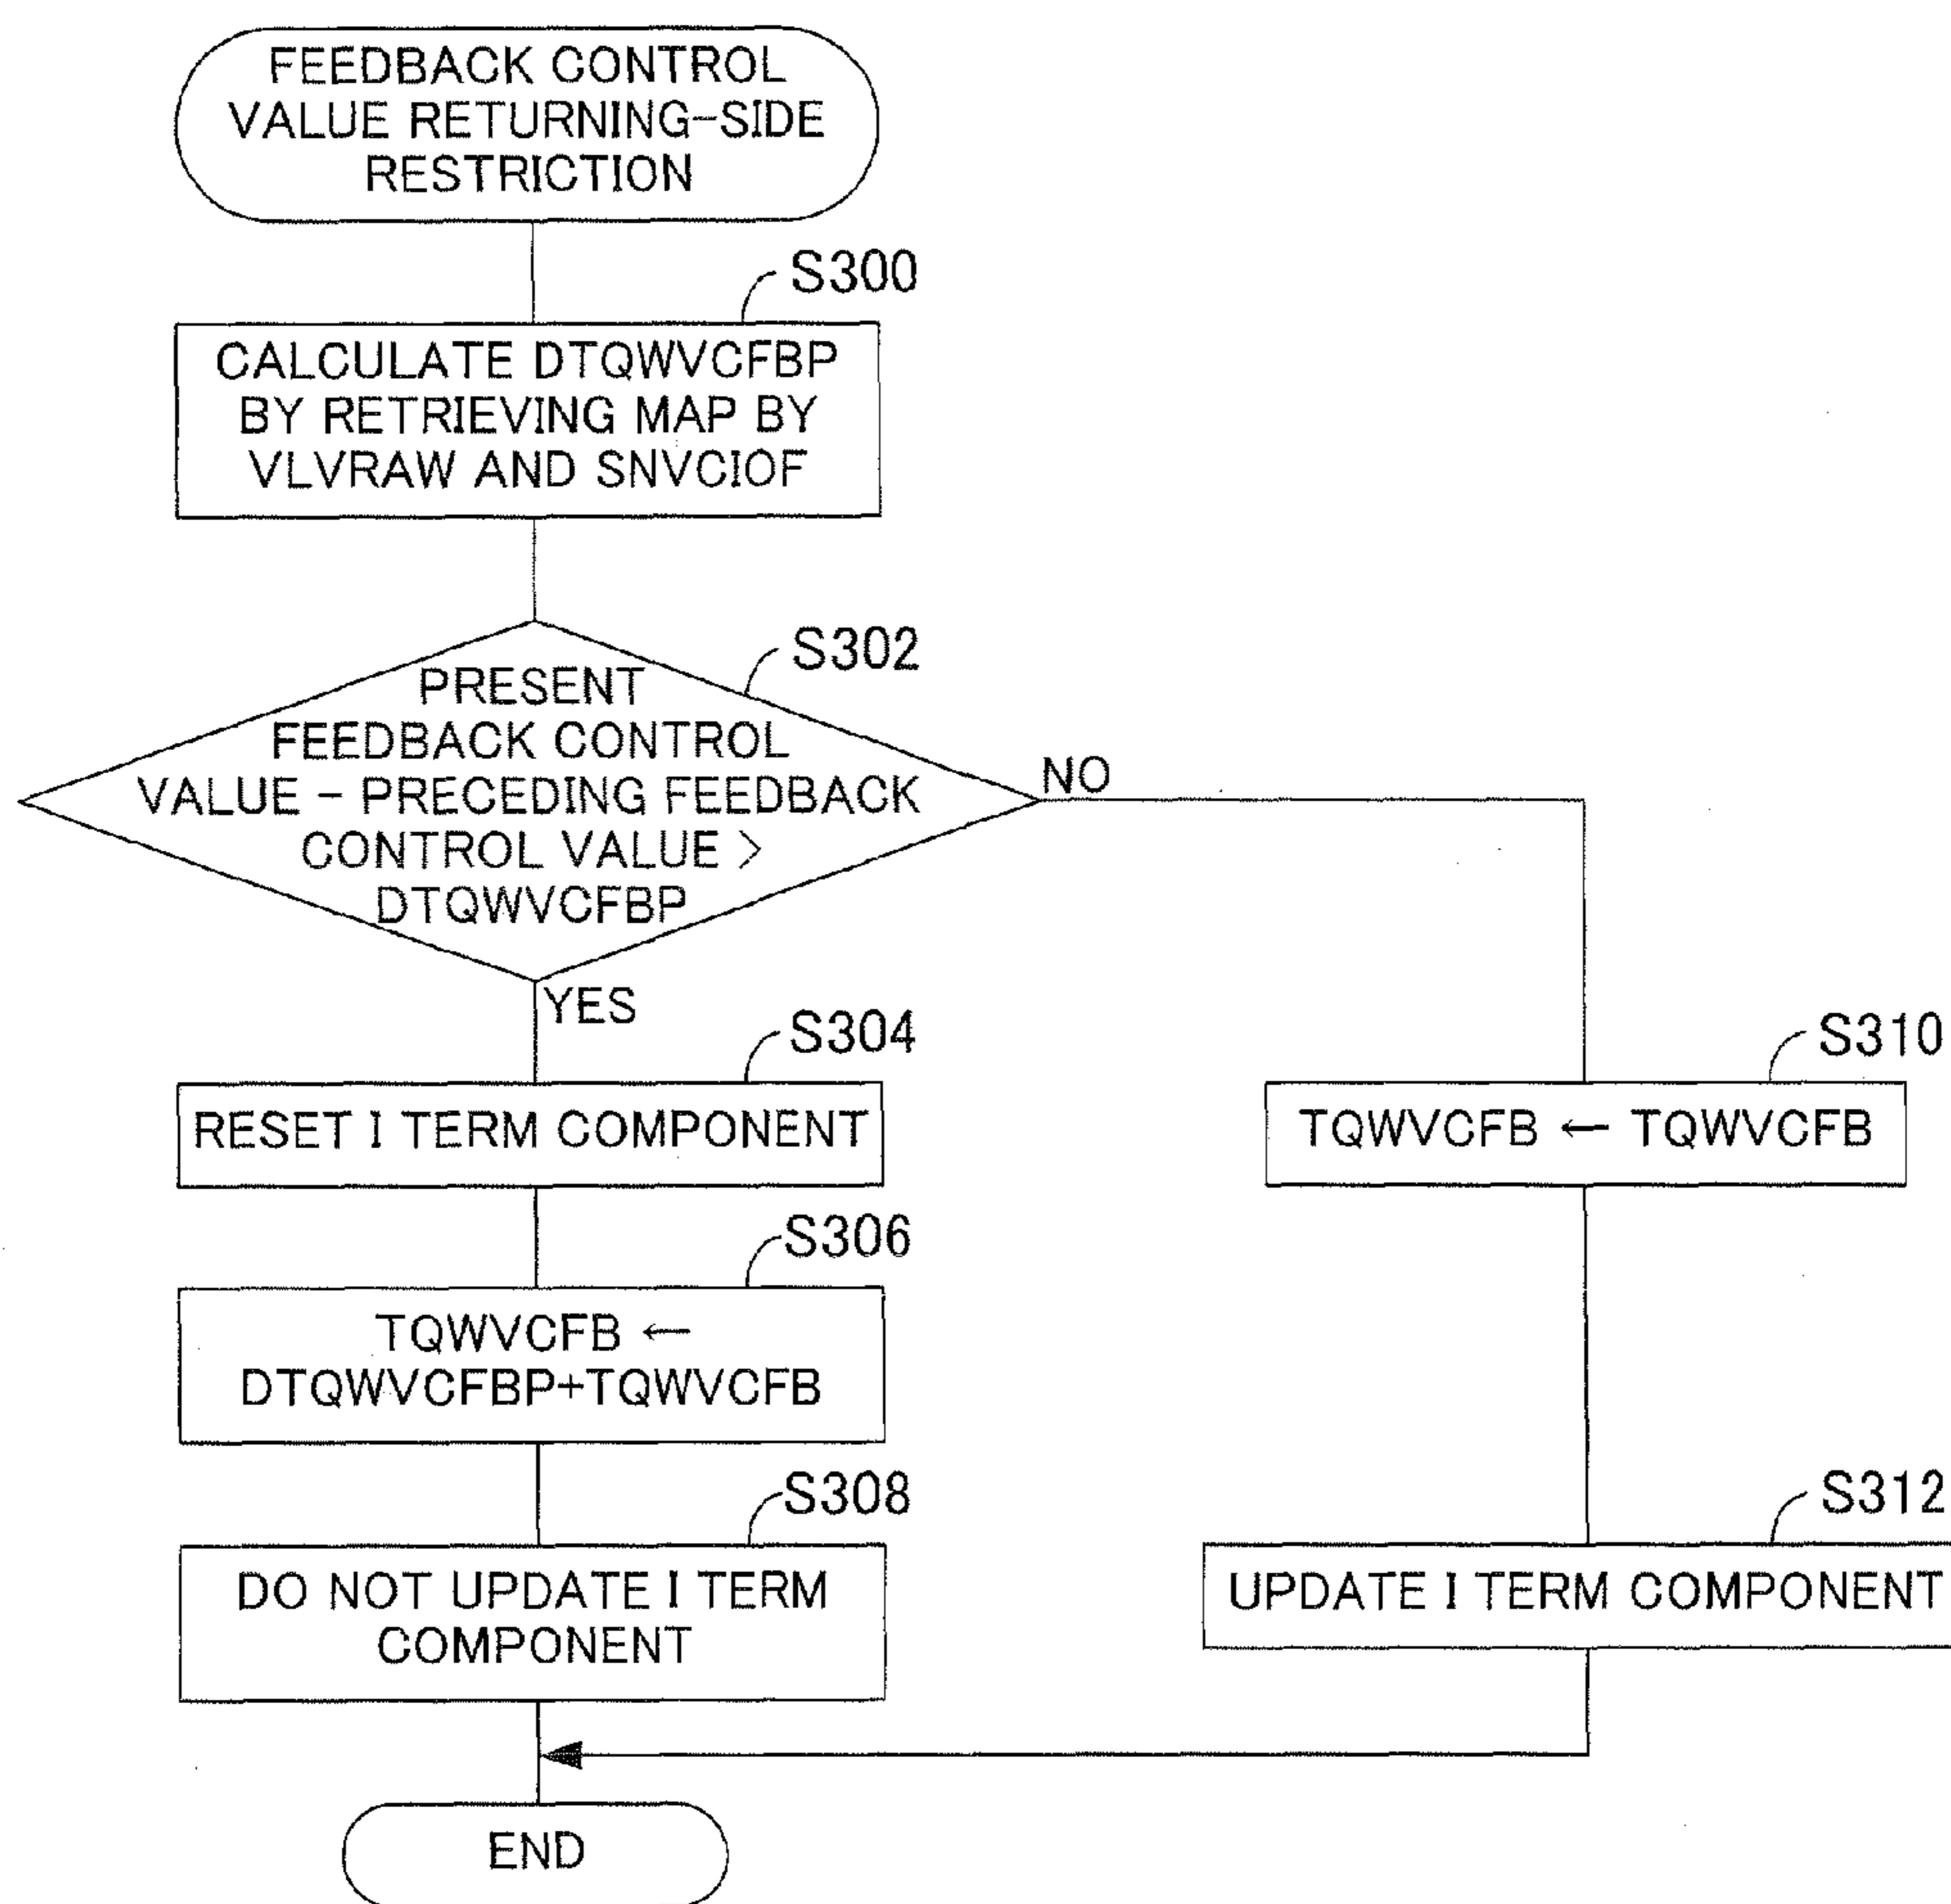 FEEDBACK CONTROL
VALUE RETURNING-SIDE
RESTRICTION
S300
CALCULATE DTQWVCFBP
BY RETRIEVING MAP BY
VLVRAW AND SNVCIOF
S302
PRESENT
FEEDBACK CONTROL
VALUE - PRECEDING FEEDBACK
CONTROL VALUE >
DTQWVCFBP
NO
YES
S304
RESET I TERM COMPONENT
S310
TQWVCFB ← TQWVCFB
S306
TQWVCFB ←
DTQWVCFBP+TQWVCFB
S308
DO NOT UPDATE I TERM
COMPONENT
S312
UPDATE I TERM COMPONENT
END